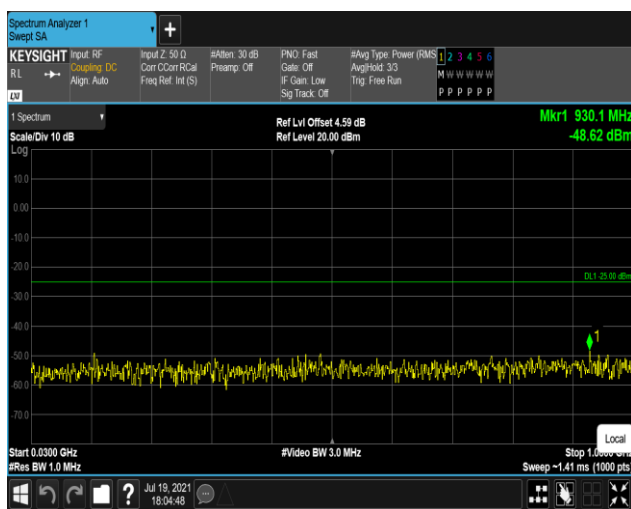 Spectrum Analyzer 1
Swept SA
+
KEYSIGHT Input: RF Input Z: 50 Ω #Atten: 30 dB PNO: Fast #Avg Type: Power (RMS 1 2 3 4 5 6
RL Coupling: DC Corr CCorr RCal Preamp: Off Gate: Off Avg|Hold: 3/3 M W W W W W
Align: Auto Freq Ref: Int (S) IF Gain: Low Trig: Free Run
Sig Track: Off P P P P P P
LXI
1 Spectrum Ref Lvl Offset 4.59 dB Mkr1 930.1 MHz
Scale/Div 10 dB Ref Level 20.00 dBm -48.62 dBm
Log
10.0
0.00
-10.0
-20.0
DL1 -25.00 dBm
-30.0
-40.0
1
-50.0
-60.0
-70.0
Local
Start 0.0300 GHz #Video BW 3.0 MHz Stop
#Res BW 1.0 MHz Sweep ~1.41 ms (1000 pts)
? Jul 19, 2021
18:04:48